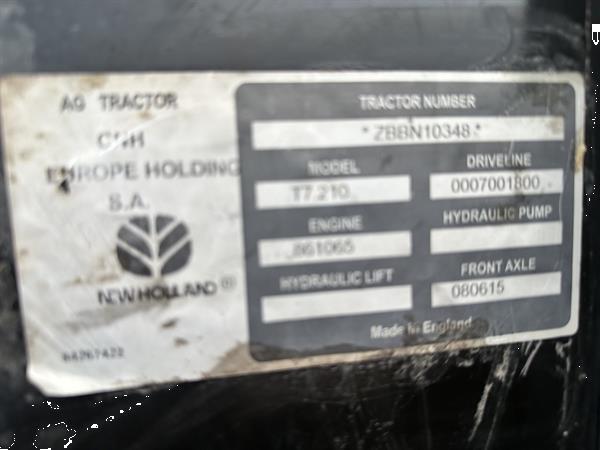 AG TRACTOR
CNH
EUROPE HOLDING
S.A.
NEW HOLLAND ®
TRACTOR NUMBER
*ZBBN10348*
MODEL
T7.210
DRIVELINE
0007001800
ENGINE
HYDRAULIC PUMP
HYDRAULIC LIFT
FRONT AXLE
080615
Made in England